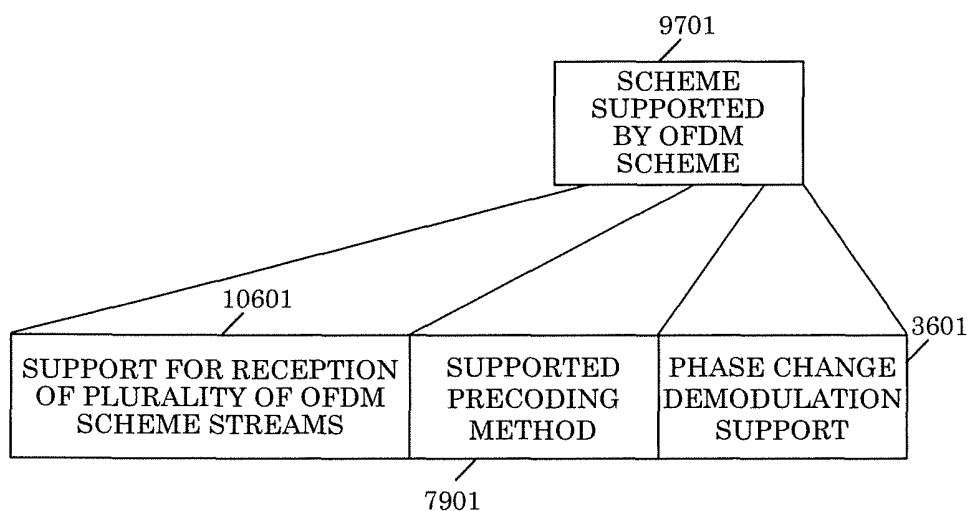 9701
SCHEME
SUPPORTED
BY OFDM
SCHEME
10601
3601
SUPPORT FOR RECEPTION
OF PLURALITY OF OFDM
SCHEME STREAMS
SUPPORTED
PRECODING
METHOD
PHASE CHANGE
DEMODULATION
SUPPORT
7901